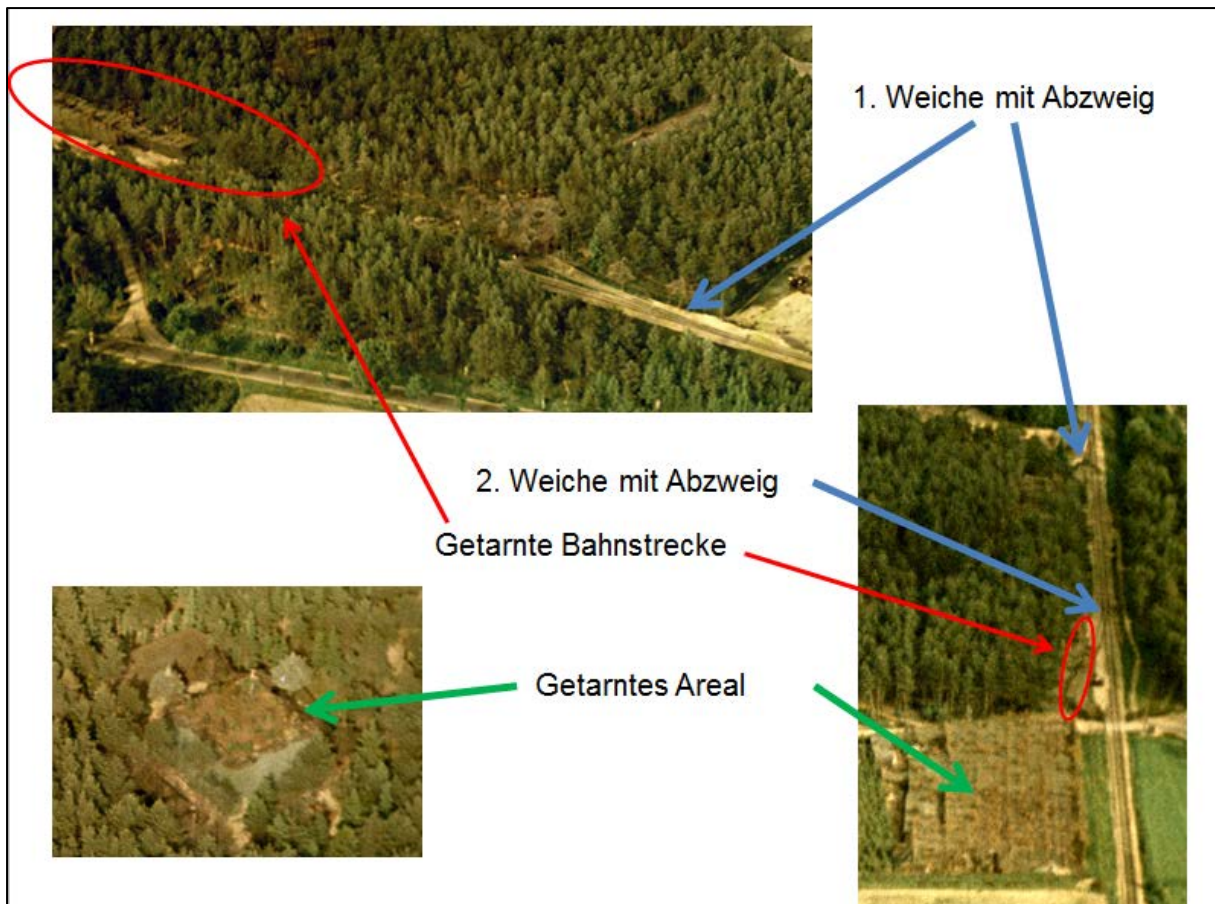 1. Weiche mit Abzweig
2. Weiche mit Abzweig
Getarnte Bahnstrecke
Getarntes Areal